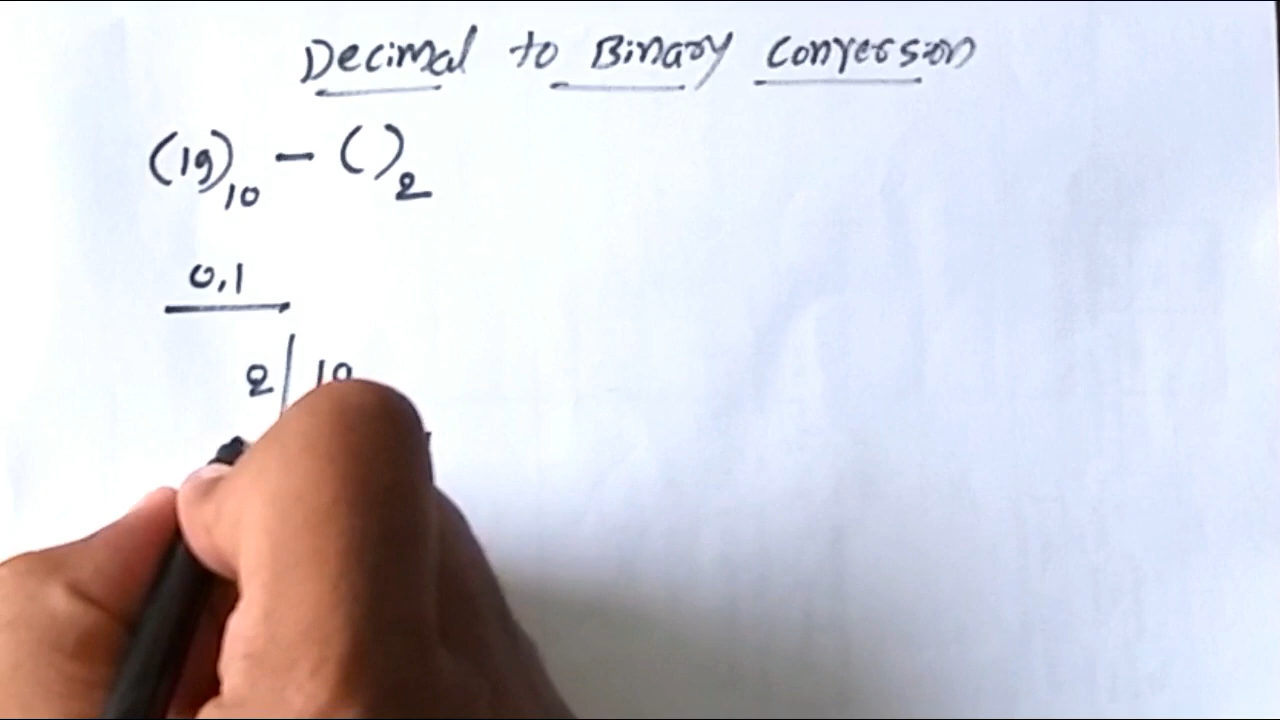 Decimal to Binary Conversion
(19)10 - ( )2
0,1
2 | 19